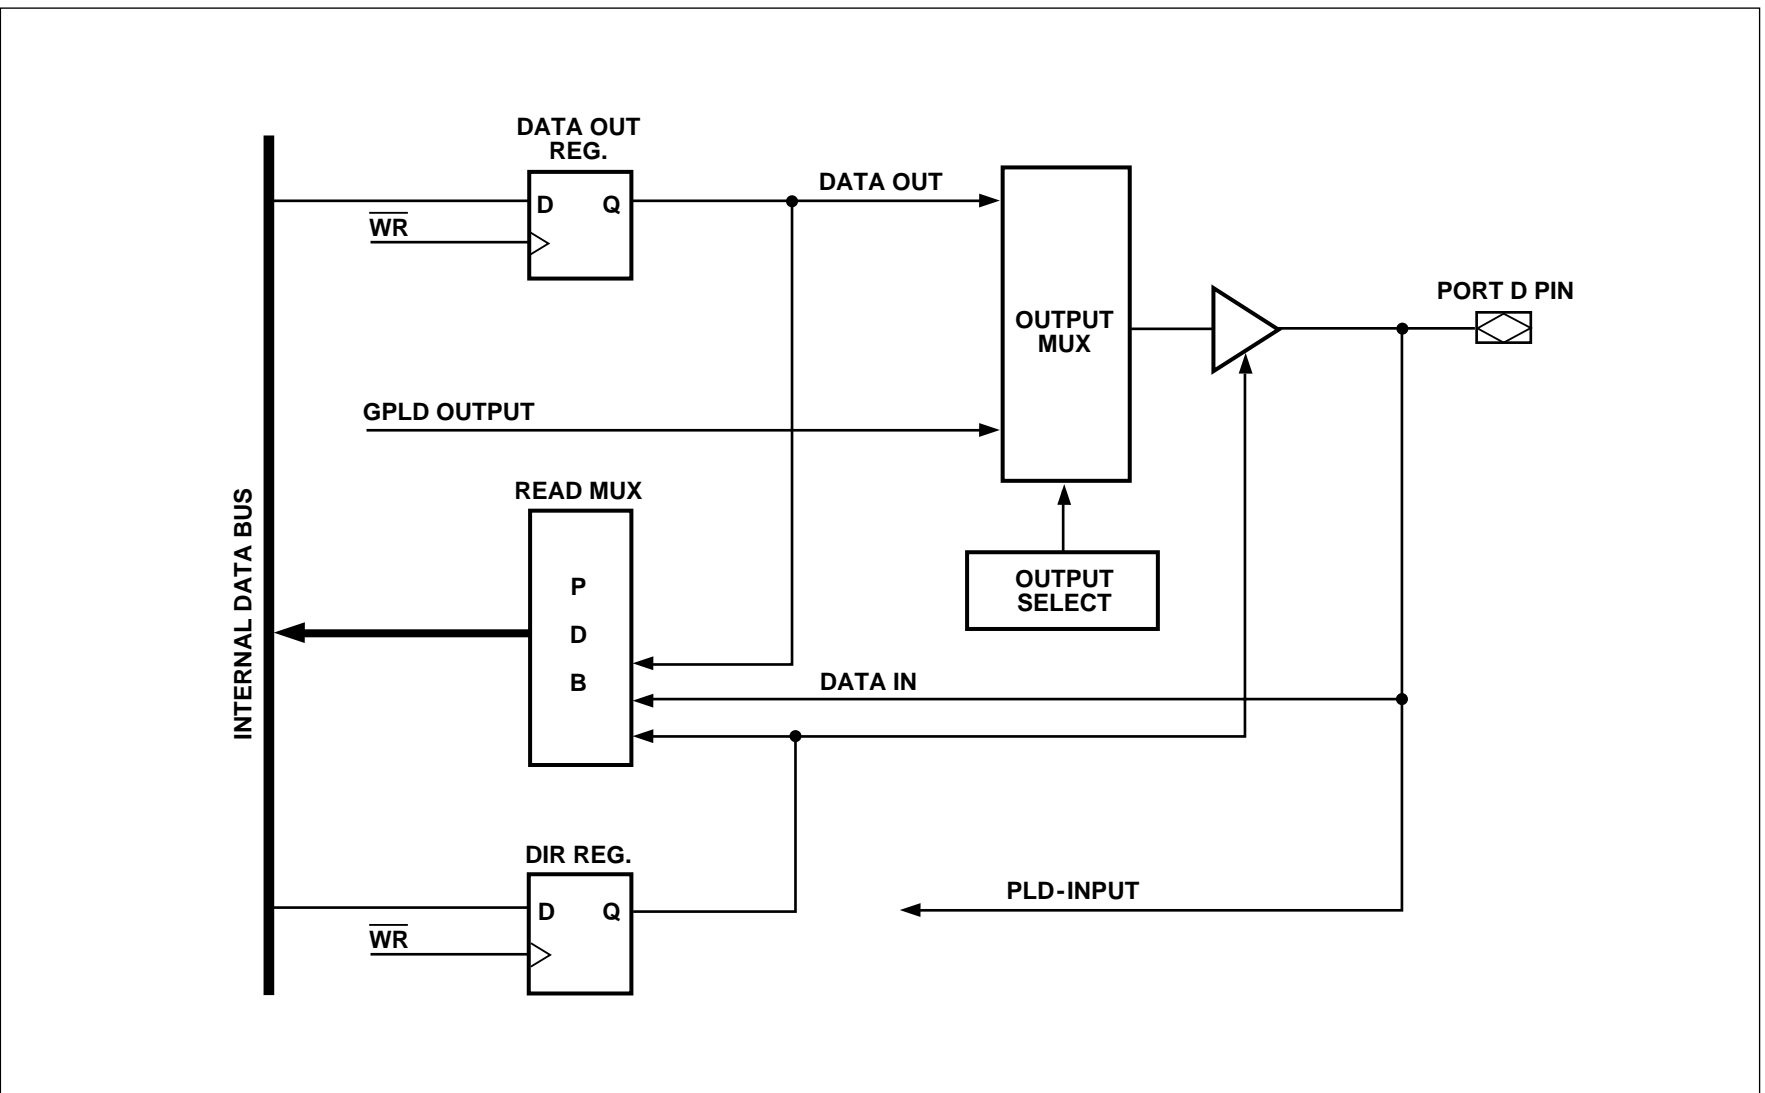 DATA OUT
REG.
D Q
WR
DATA OUT
OUTPUT
MUX
PORT D PIN
GPLD OUTPUT
READ MUX
P
D
B
OUTPUT
SELECT
INTERNAL DATA BUS
DATA IN
DIR REG.
D Q
WR
PLD-INPUT